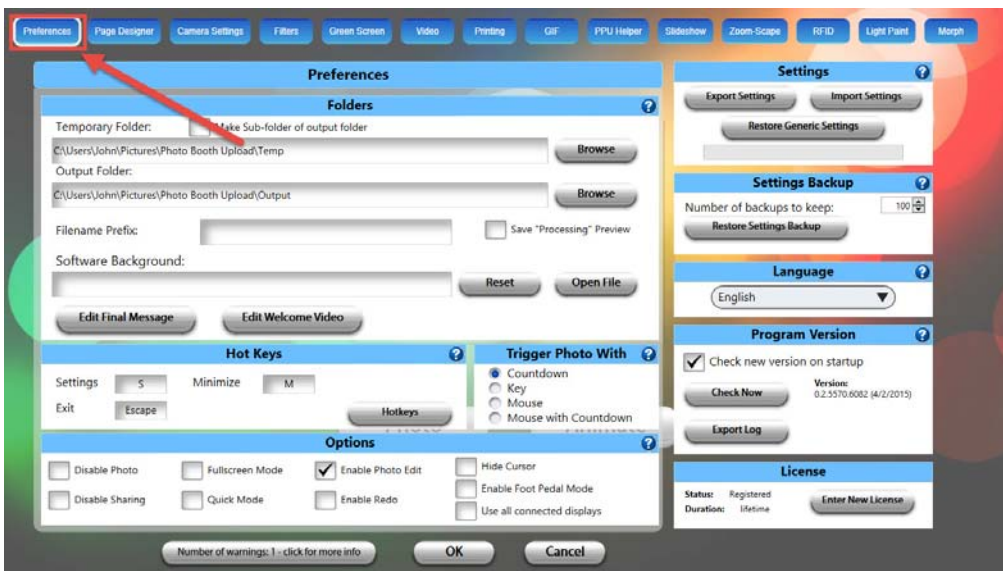 Preferences Page Designer Camera Settings Filters Green Screen Video Printing GIF PPU Helper Slideshow Zoom-Scape RFID Light Paint Morph
Preferences
Folders
Temporary Folder: Make Sub-folder of output folder
C:\Users\John\Pictures\Photo Booth Upload\Temp Browse
Output Folder:
C:\Users\John\Pictures\Photo Booth Upload\Output Browse
Filename Prefix: Save "Processing" Preview
Software Background:
Reset Open File
Edit Final Message Edit Welcome Video
Hot Keys
Settings S Minimize M
Exit Escape
Hotkeys
Trigger Photo With
Countdown
Key
Mouse
Mouse with Countdown
Options
Disable Photo Fullscreen Mode Enable Photo Edit Hide Cursor
Enable Foot Pedal Mode
Disable Sharing Quick Mode Enable Redo
Use all connected displays
Settings
Export Settings Import Settings
Restore Generic Settings
Settings Backup
Number of backups to keep: 100
Restore Settings Backup
Language
English
Program Version
Check new version on startup
Check Now Version:
0.2.5570.6082 (4/2/2015)
Export Log
License
Status: Registered
Duration: lifetime
Enter New License
Number of warnings: 1 - click for more info OK Cancel